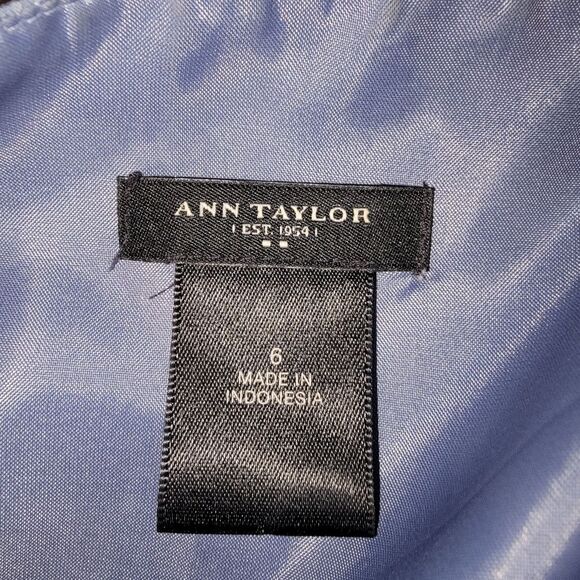 ANN TAYLOR
EST. 1954
6
MADE IN
INDONESIA